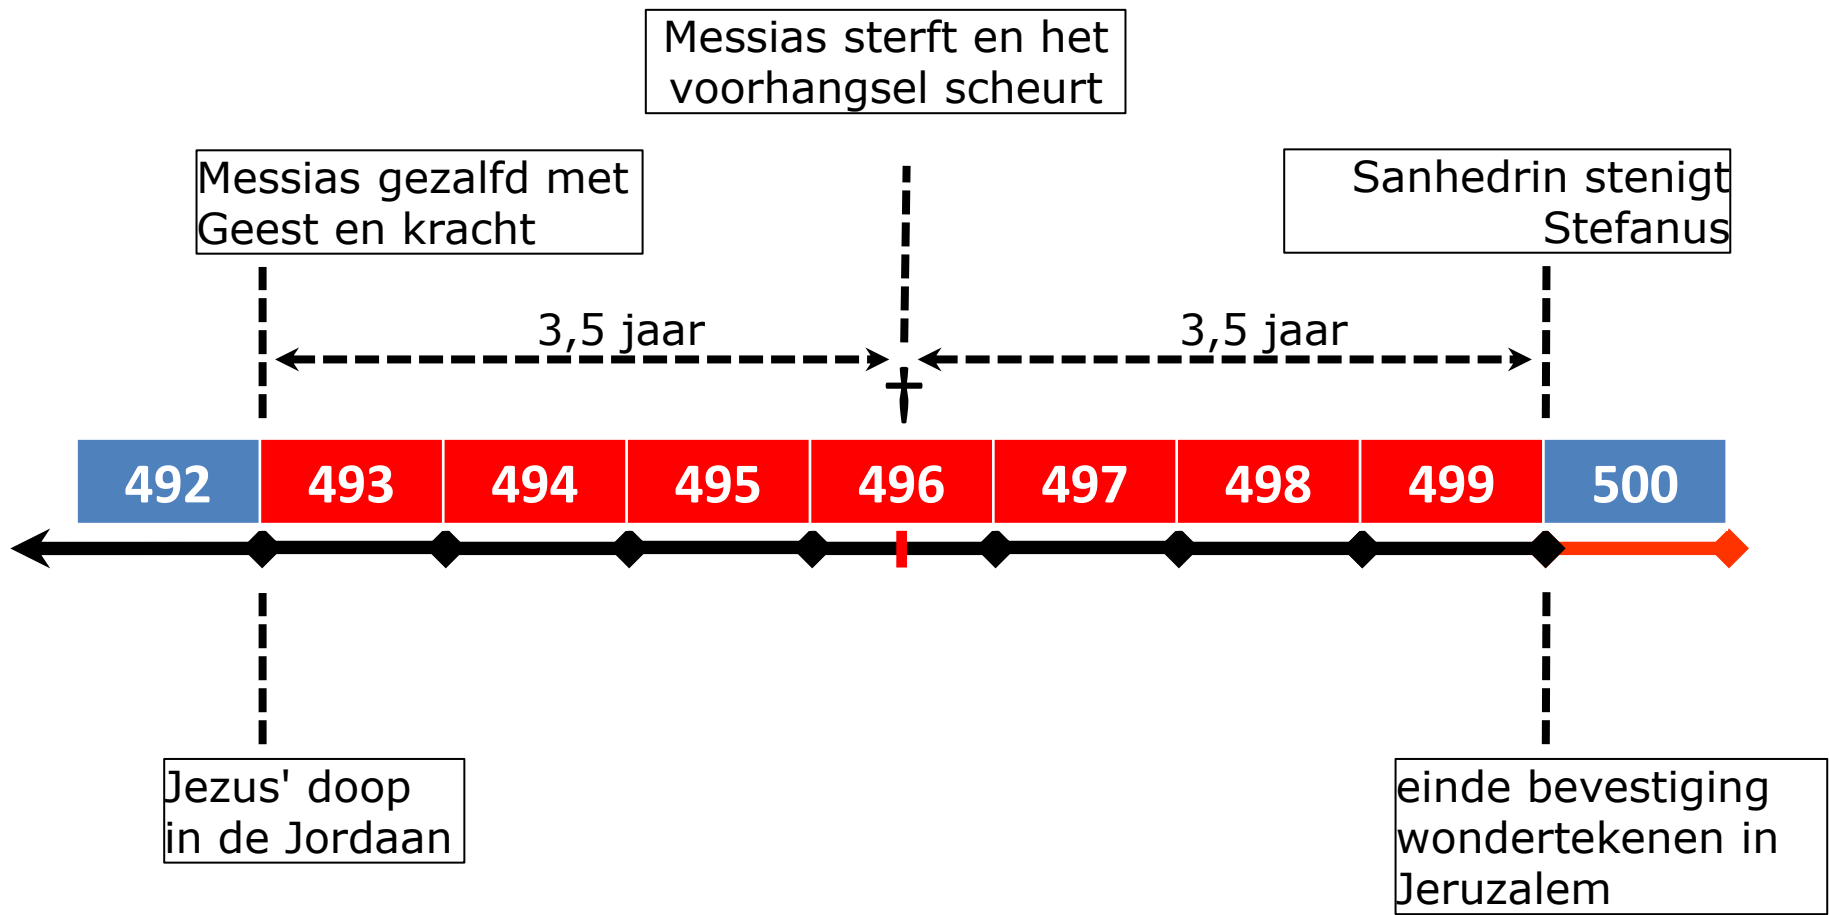 Messias sterft en het
voorhangsel scheurt
Messias gezalfd met
Geest en kracht
Sanhedrin stenigt
Stefanus
3,5 jaar
3,5 jaar
492 493 494 495 496 497 498 499 500
Jezus' doop
in de Jordaan
einde bevestiging
wondertekenen in
Jeruzalem